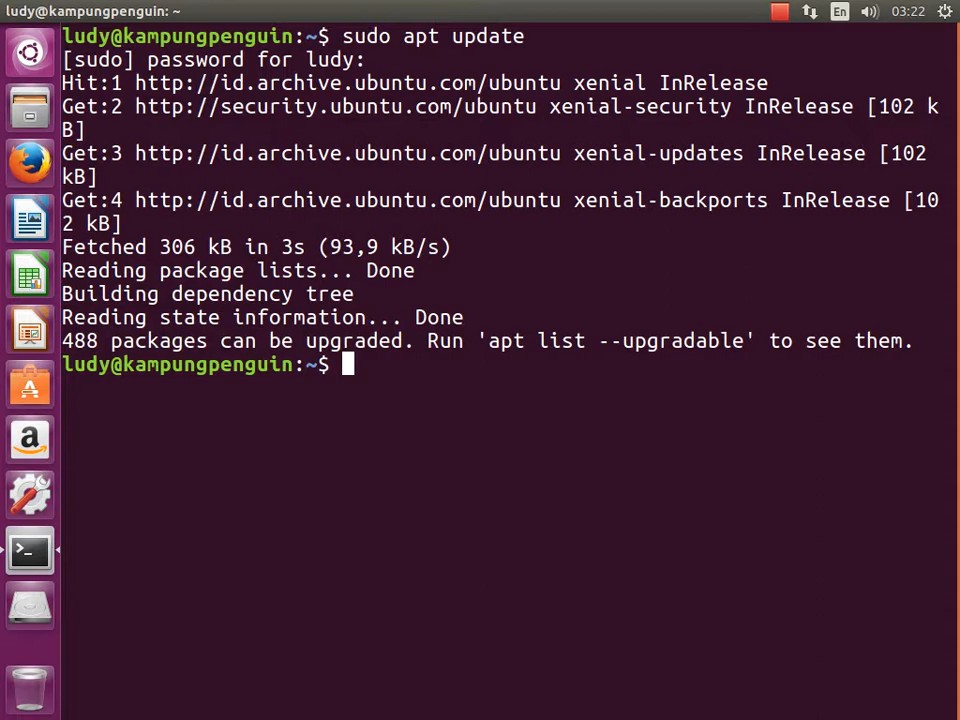 ludy@kampungpenguin: ~
En
03:22
ludy@kampungpenguin:~$ sudo apt update
[sudo] password for ludy:
Hit:1 http://id.archive.ubuntu.com/ubuntu xenial InRelease
Get:2 http://security.ubuntu.com/ubuntu xenial-security InRelease [102 k
B]
Get:3 http://id.archive.ubuntu.com/ubuntu xenial-updates InRelease [102
kB]
Get:4 http://id.archive.ubuntu.com/ubuntu xenial-backports InRelease [10
2 kB]
Fetched 306 kB in 3s (93,9 kB/s)
Reading package lists... Done
Building dependency tree
Reading state information... Done
488 packages can be upgraded. Run 'apt list --upgradable' to see them.
ludy@kampungpenguin:~$